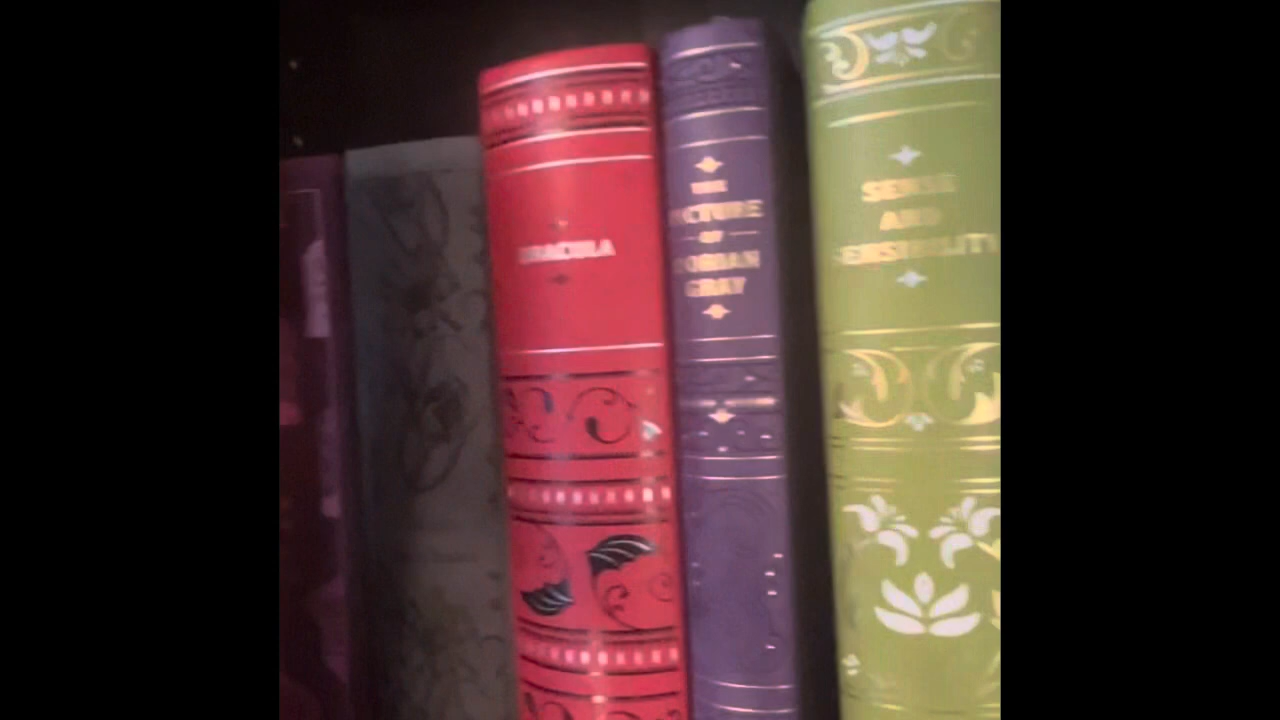 DRACULA
THE
PICTURE
OF
DORIAN
GRAY
SENSE
AND
SENSIBILITY